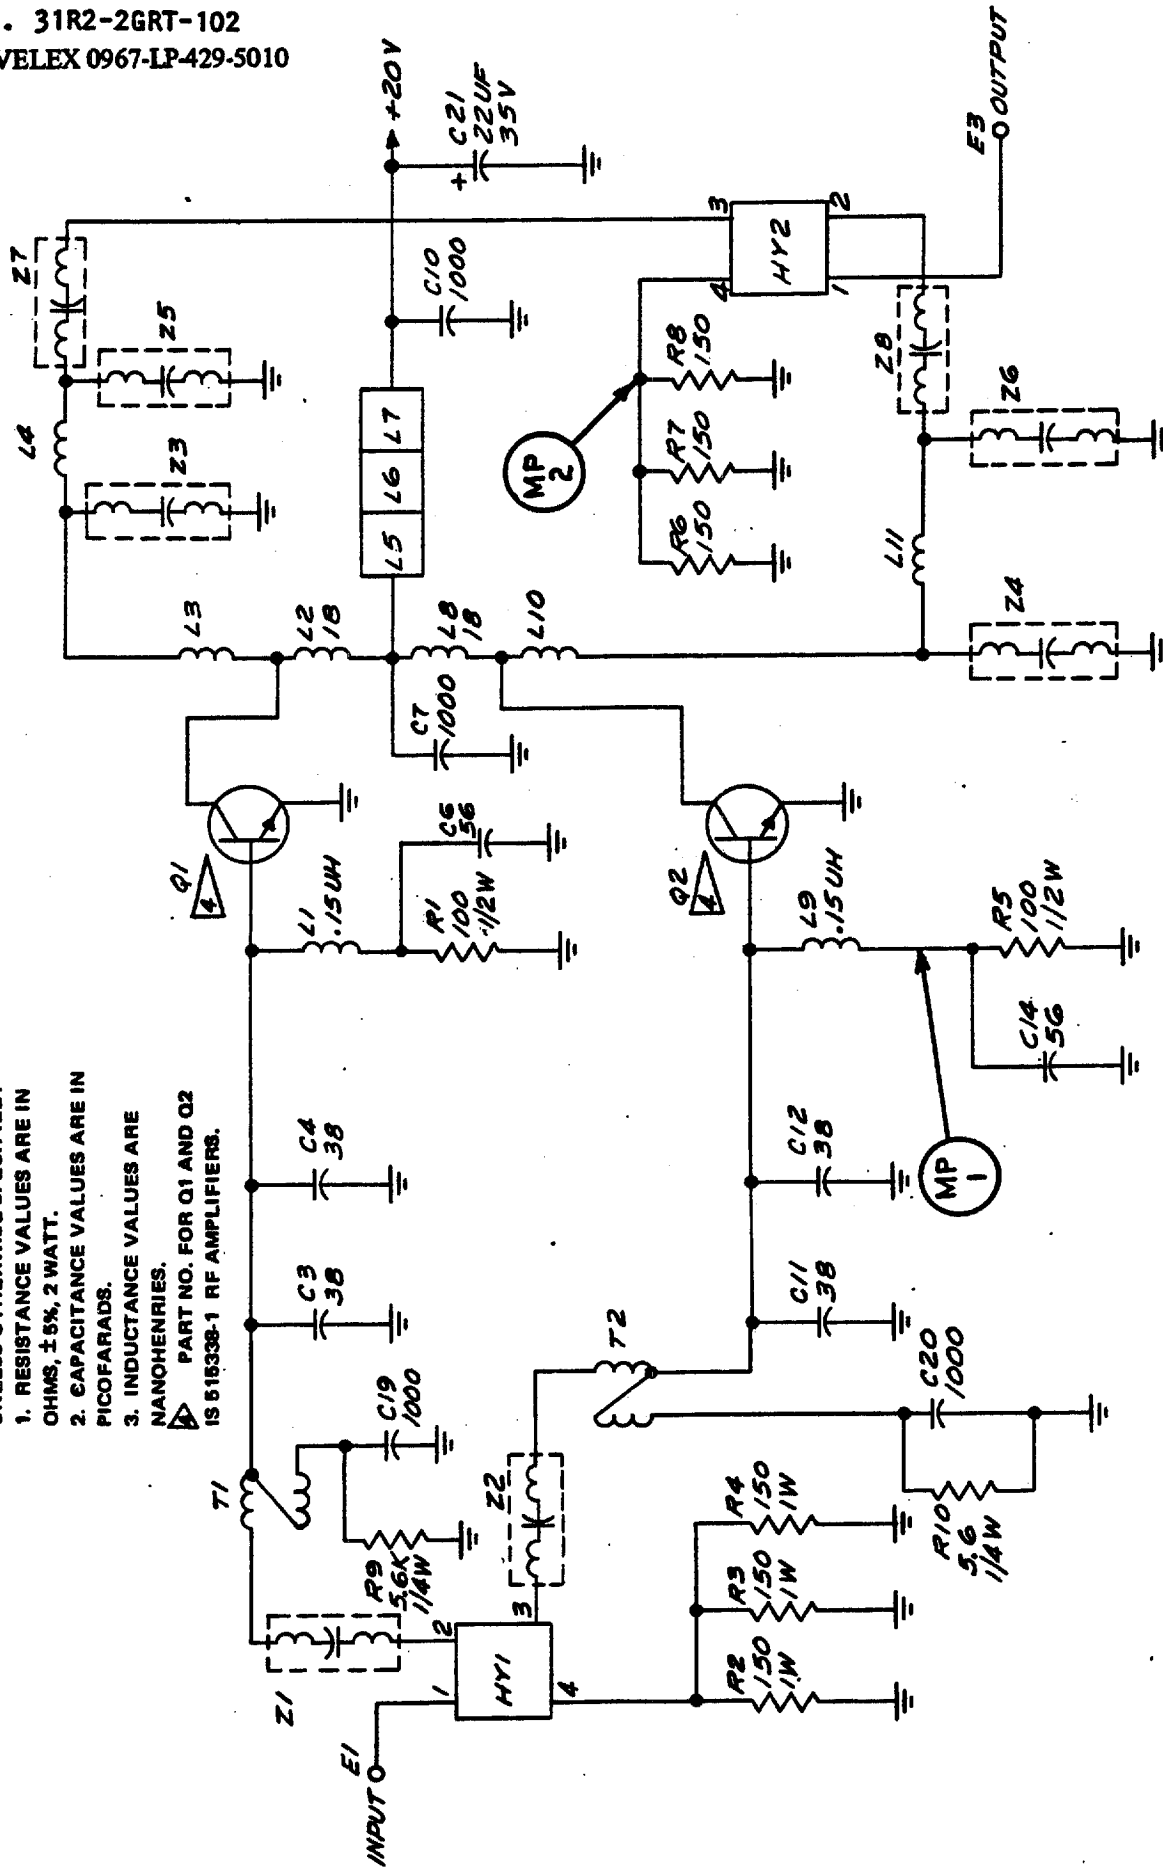 . 31R2-2GRT-102
VELEX 0967-LP-429-5010
1. RESISTANCE VALUES ARE IN
OHMS, ±5%, 2 WATT.
2. CAPACITANCE VALUES ARE IN
PICOFARADS.
3. INDUCTANCE VALUES ARE
NANOHENRIES.
4 PART NO. FOR Q1 AND Q2
IS 515338-1 RF AMPLIFIERS.
INPUT E1
1
2
3
4
HY1
Z1
T1
R9
5.6K
1/4W
C19
1000
C3
38
C4
38
Q1
4
L1
.15UH
R1
100
1/2W
C6
56
Z2
T2
R2
150
1W
R3
150
1W
R4
150
1W
R10
5.6
1/4W
C20
1000
C11
38
C12
38
MP
1
Q2
4
L9
.15UH
C14
56
R5
100
1/2W
C7
1000
L3
L2
18
L8
18
L10
L5
L6
L7
C10
1000
+20V
+
C21
22UF
35V
Z3
L4
Z5
Z7
MP
2
R6
150
R7
150
R8
150
4
3
HY2
1
2
Z4
L11
Z6
Z8
E3
OUTPUT